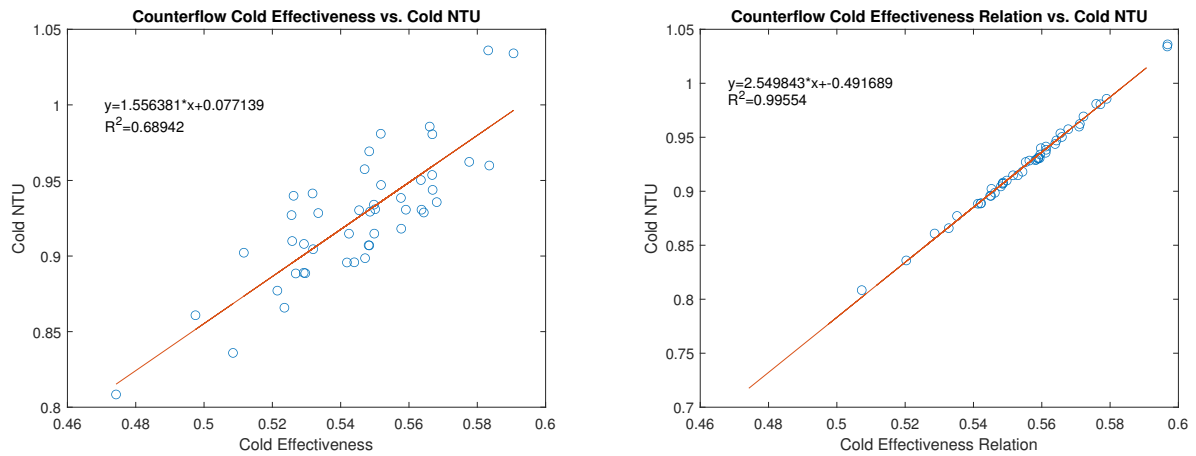 Counterflow Cold Effectiveness vs. Cold NTU
1.05
1
0.95
0.9
0.85
0.8
Cold NTU
y=1.556381*x+0.077139
R2=0.68942
0.46 0.48 0.5 0.52 0.54 0.56 0.58 0.6
Cold Effectiveness
Counterflow Cold Effectiveness Relation vs. Cold NTU
1.05
1
0.95
0.9
0.85
0.8
0.75
0.7
Cold NTU
y=2.549843*x+-0.491689
R2=0.99554
0.46 0.48 0.5 0.52 0.54 0.56 0.58 0.6
Cold Effectiveness Relation